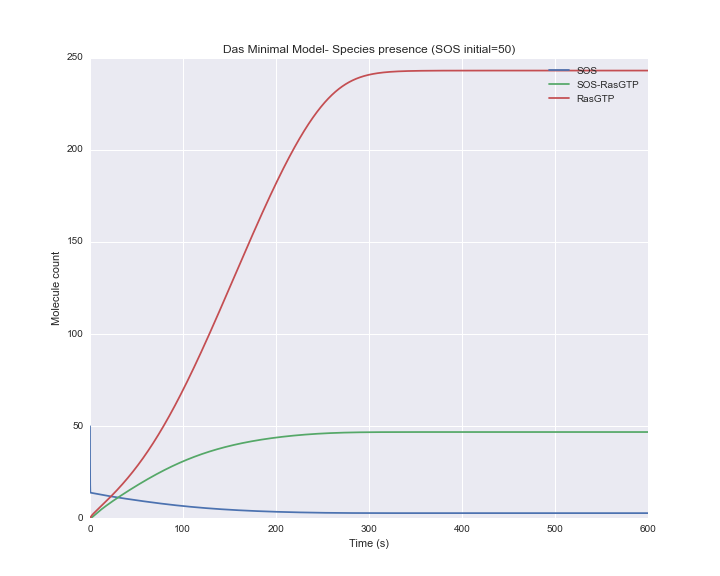 Das Minimal Model- Species presence (SOS initial=50)
250
200
150
100
50
0
Molecule count
SOS
SOS-RasGTP
RasGTP
0 100 200 300 400 500 600
Time (s)